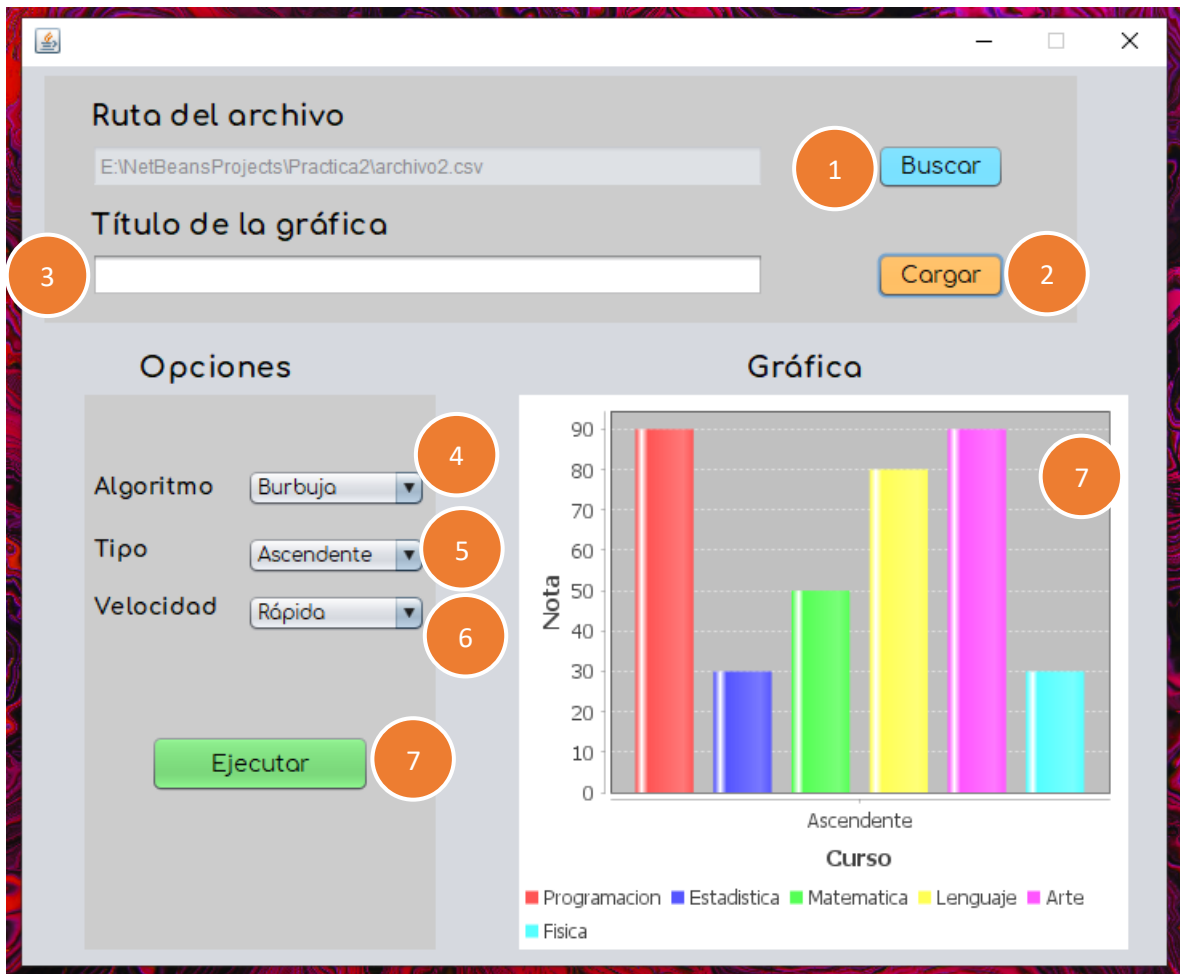 Ruta del archivo
E:\NetBeansProjects\Practica2\archivo2.csv
1
Buscar
Título de la gráfica
3
Cargar
2
Opciones
Gráfica
4
Algoritmo
Burbuja
Tipo
Ascendente
5
Velocidad
Rápida
6
Ejecutar
7
7
90
80
70
60
50
40
30
20
10
0
Nota
Ascendente
Curso
Programacion Estadistica Matematica Lenguaje Arte
Fisica